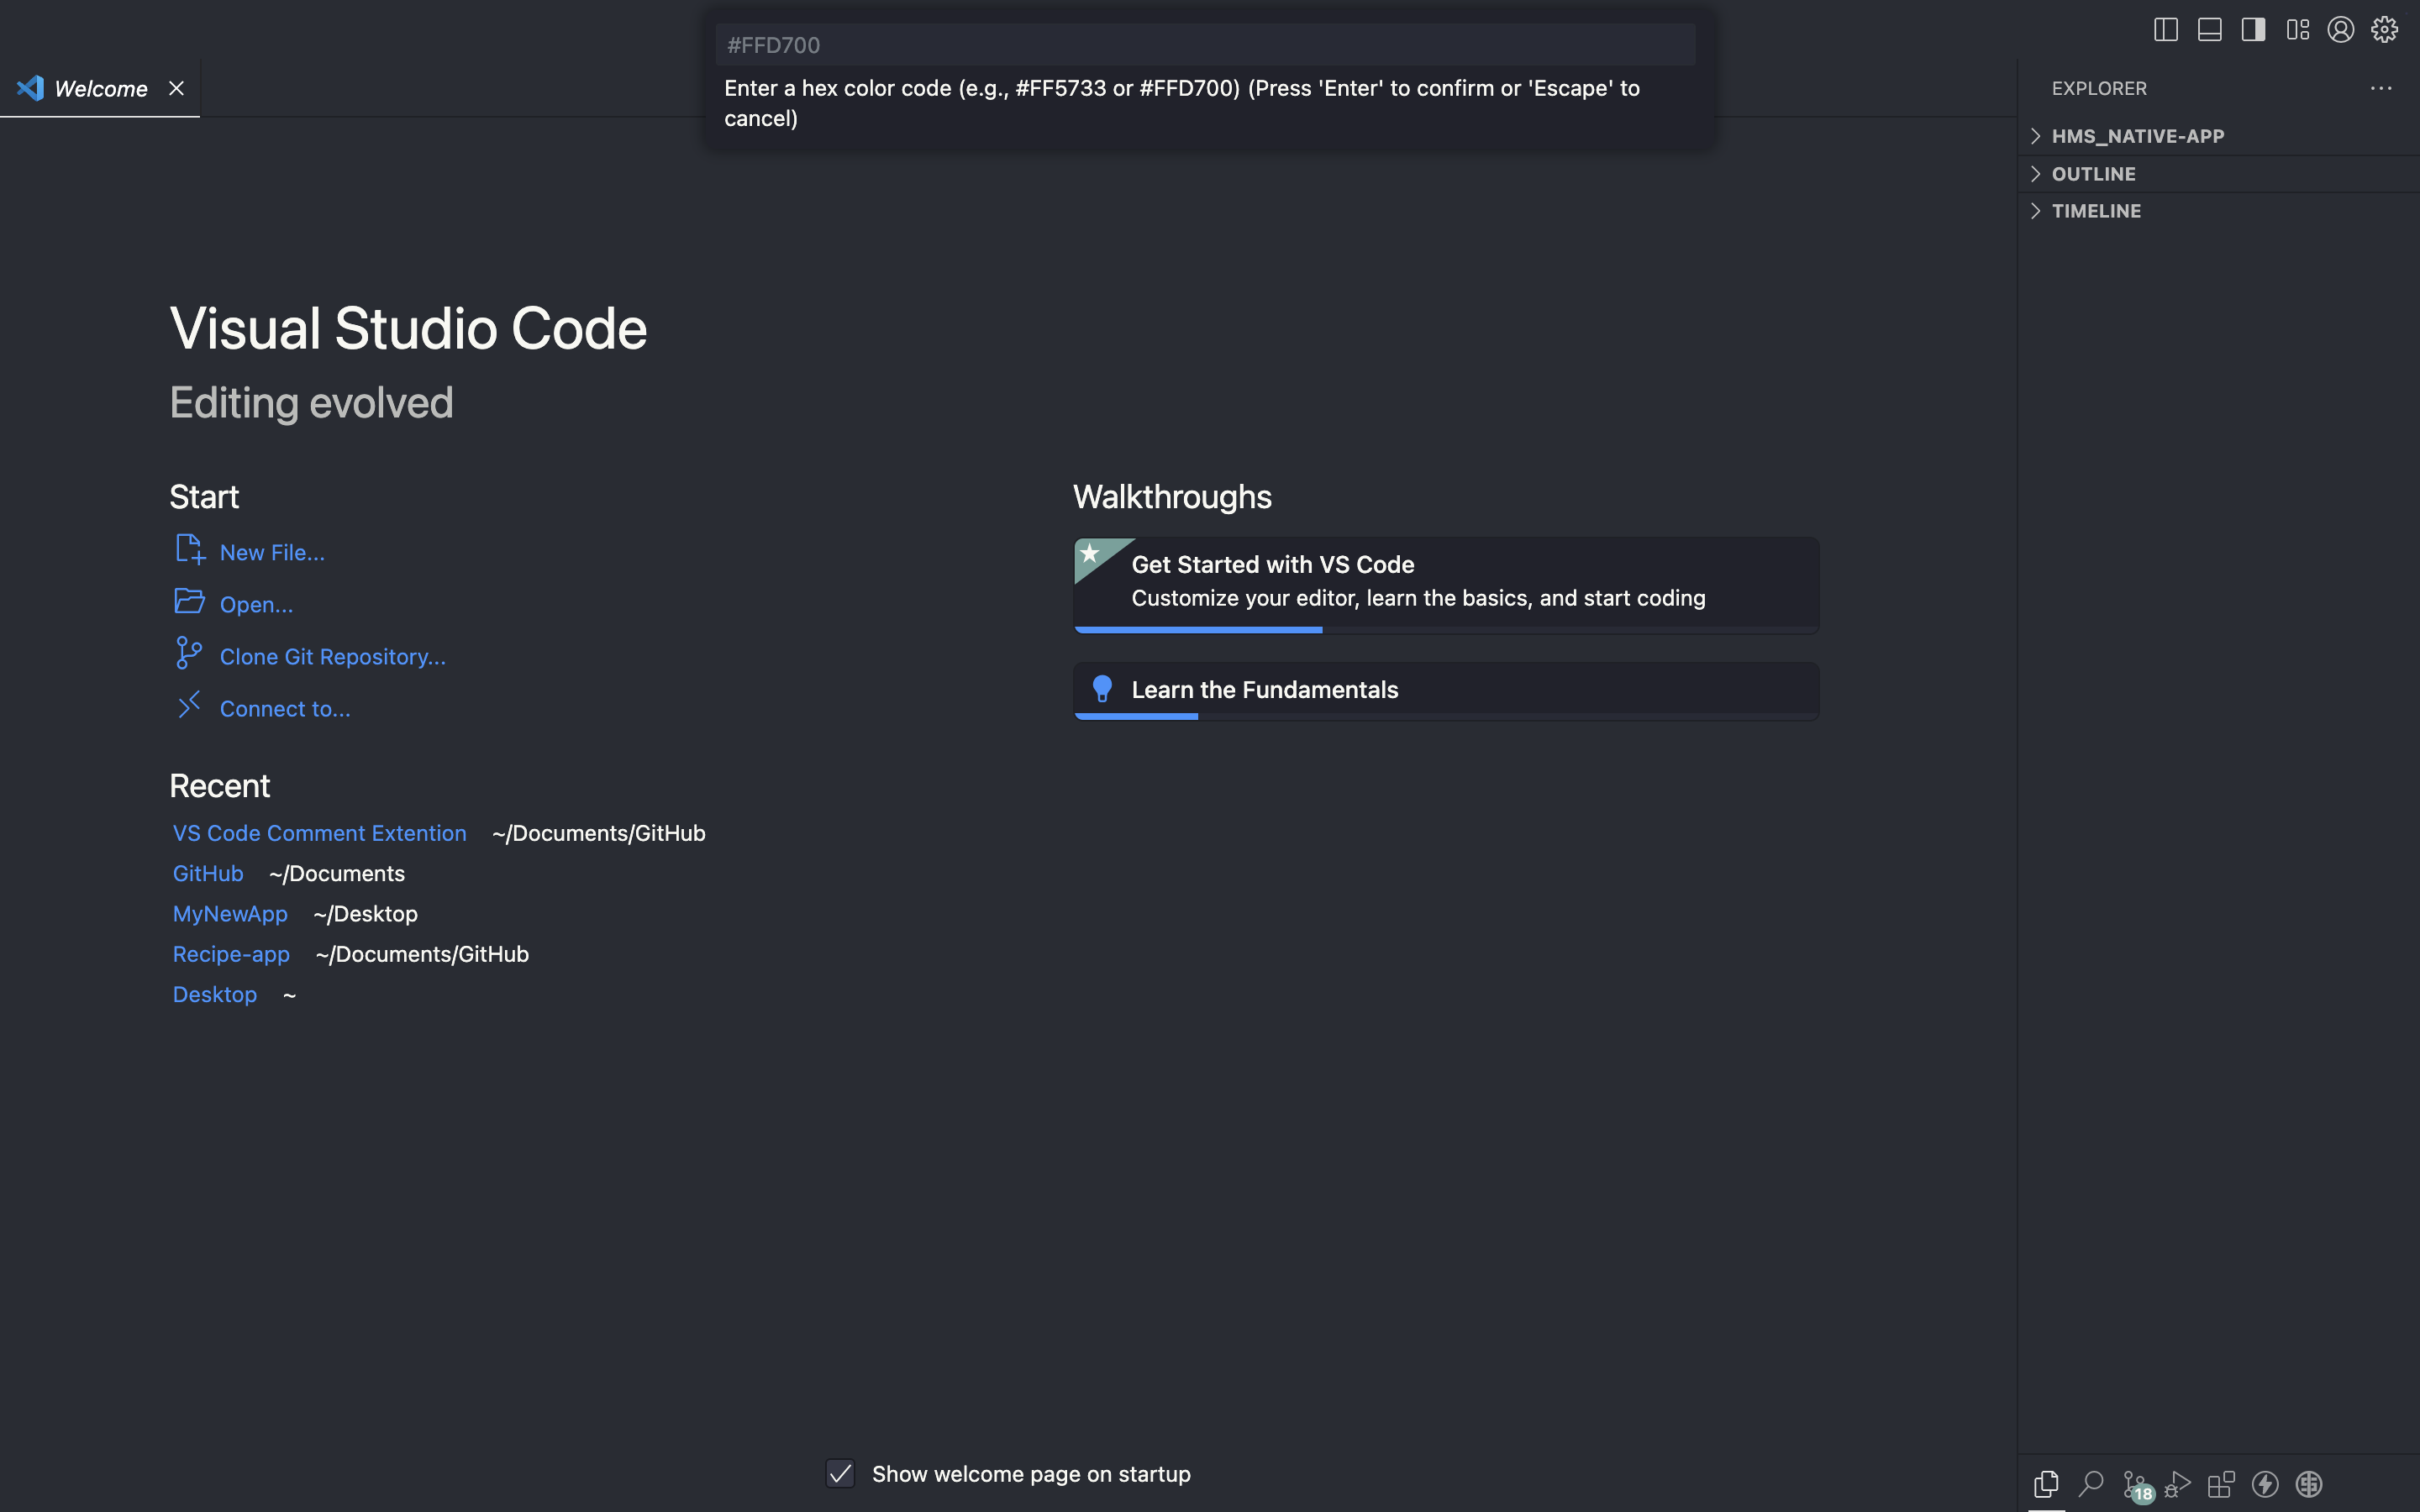 #FFD700
Enter a hex color code (e.g., #FF5733 or #FFD700) (Press 'Enter' to confirm or 'Escape' to
cancel)
Welcome
EXPLORER
HMS_NATIVE-APP
OUTLINE
TIMELINE
Visual Studio Code
Editing evolved
Start
New File...
Open...
Clone Git Repository...
Connect to...
Recent
VS Code Comment Extention ~/Documents/GitHub
GitHub ~/Documents
MyNewApp ~/Desktop
Recipe-app ~/Documents/GitHub
Desktop ~
Walkthroughs
Get Started with VS Code
Customize your editor, learn the basics, and start coding
Learn the Fundamentals
Show welcome page on startup
18